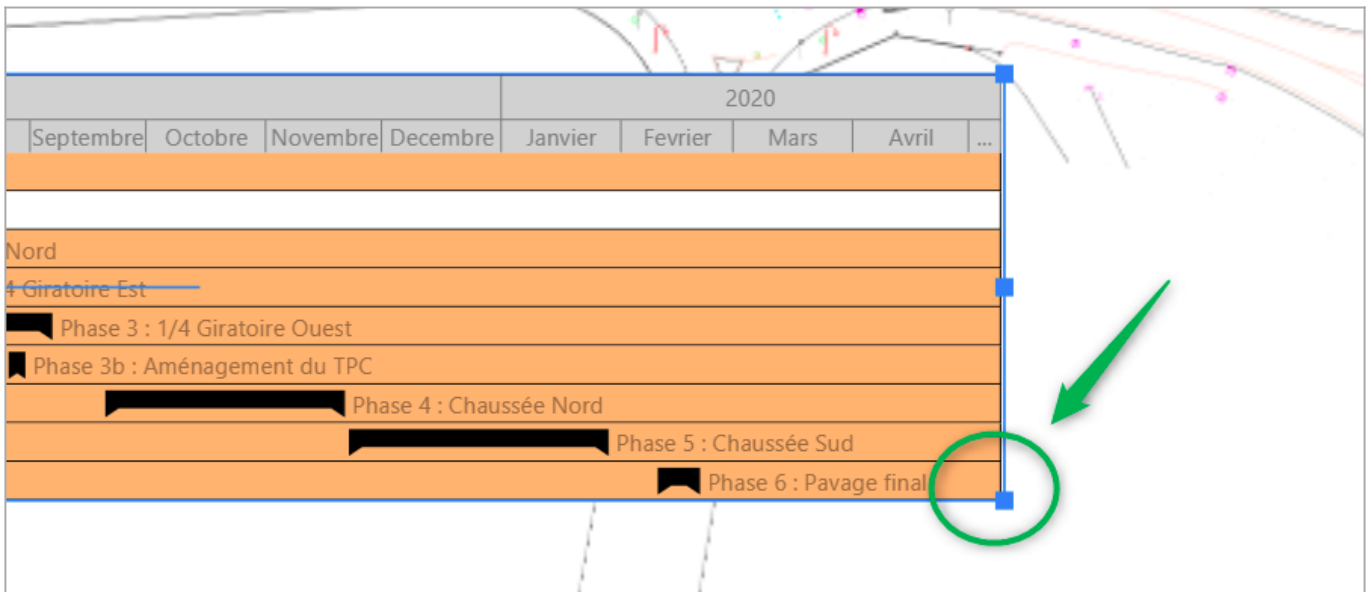 2020
Septembre Octobre Novembre Decembre Janvier Fevrier Mars Avril ...
Nord
4 Giratoire Est
Phase 3 : 1/4 Giratoire Ouest
Phase 3b : Aménagement du TPC
Phase 4 : Chaussée Nord
Phase 5 : Chaussée Sud
Phase 6 : Pavage final